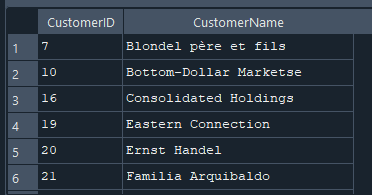 CustomerID CustomerName
1 7 Blondel père et fils
2 10 Bottom-Dollar Marketse
3 16 Consolidated Holdings
4 19 Eastern Connection
5 20 Ernst Handel
6 21 Familia Arquibaldo